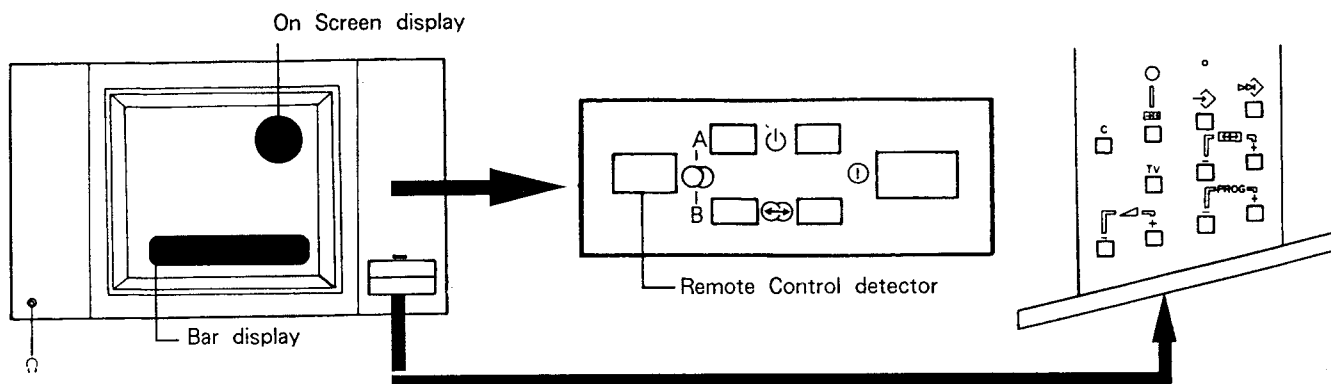 On Screen display
Bar display
A
B
Remote Control detector
C
TV
- +
- PROG +
- +